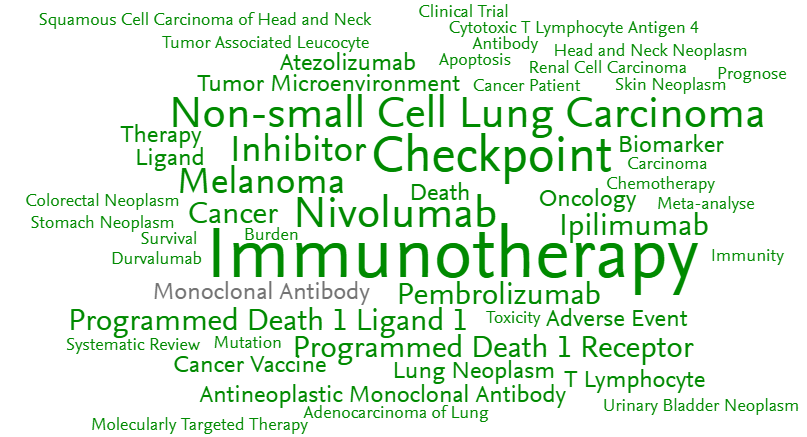 Clinical Trial
Squamous Cell Carcinoma of Head and Neck
Cytotoxic T Lymphocyte Antigen 4
Tumor Associated Leucocyte
Antibody
Head and Neck Neoplasm
Atezolizumab
Apoptosis
Renal Cell Carcinoma
Prognose
Tumor Microenvironment
Cancer Patient
Skin Neoplasm
Non-small Cell Lung Carcinoma
Therapy
Inhibitor
Checkpoint
Biomarker
Ligand
Carcinoma
Melanoma
Death
Chemotherapy
Colorectal Neoplasm
Cancer
Nivolumab
Oncology
Meta-analyse
Stomach Neoplasm
Ipilimumab
Survival
Burden
Durvalumab
Immunotherapy
Immunity
Monoclonal Antibody
Pembrolizumab
Programmed Death 1 Ligand 1
Toxicity
Adverse Event
Systematic Review
Mutation
Programmed Death 1 Receptor
Cancer Vaccine
Lung Neoplasm
T Lymphocyte
Antineoplastic Monoclonal Antibody
Urinary Bladder Neoplasm
Adenocarcinoma of Lung
Molecularly Targeted Therapy